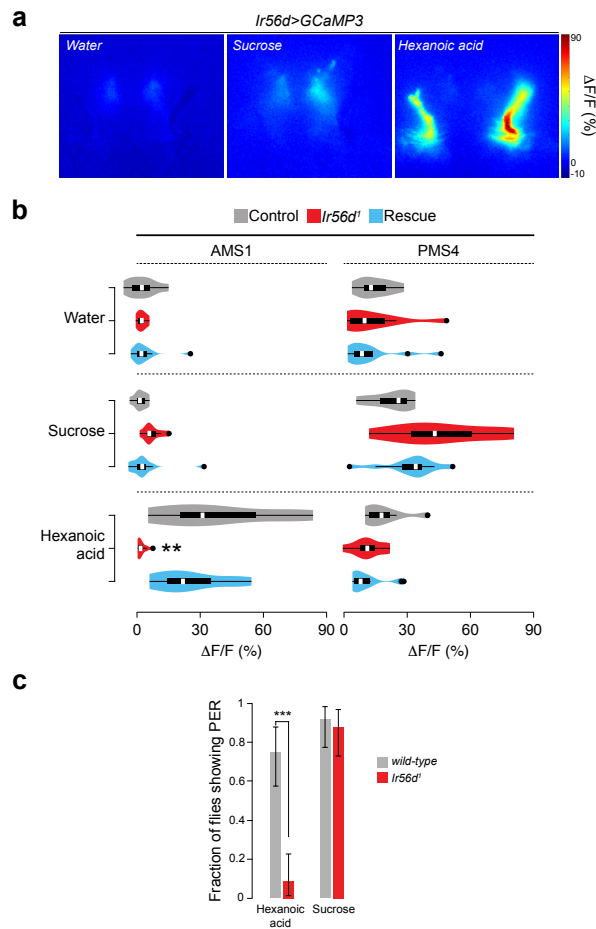 a
Ir56d>GCaMP3
Water
Sucrose
Hexanoic acid
90
0
-10
ΔF/F (%)
b
Control
Ir56d¹
Rescue
AMS1
PMS4
Water
Sucrose
Hexanoic
acid
**
0
30
60
90
0
30
60
90
ΔF/F (%)
ΔF/F (%)
c
Fraction of flies showing PER
1
0.8
0.6
0.4
0.2
0
***
wild-type
Ir56d¹
Hexanoic
acid
Sucrose